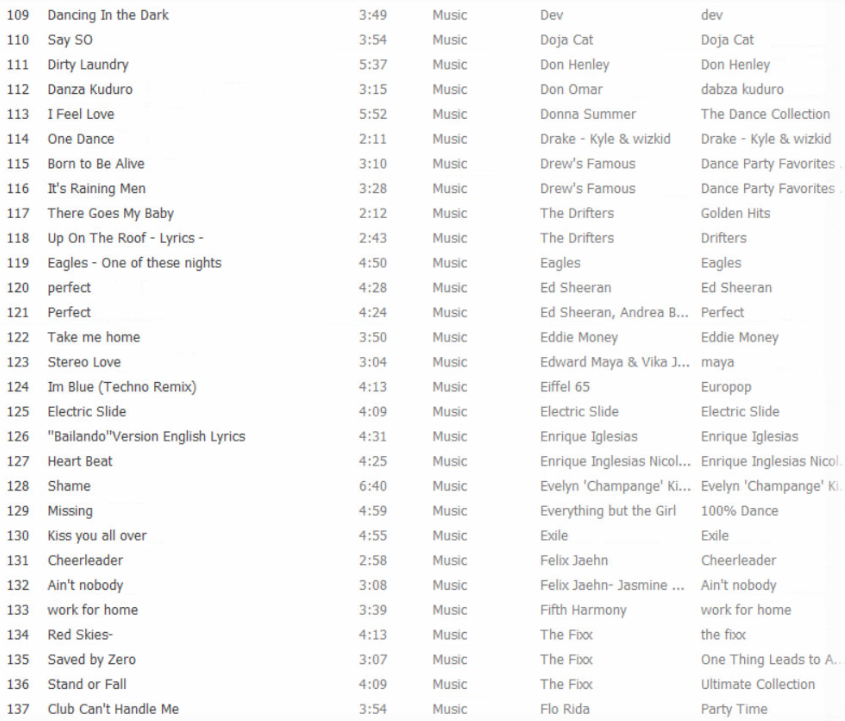 109 Dancing In the Dark 3:49 Music Dev dev
110 Say SO 3:54 Music Doja Cat Doja Cat
111 Dirty Laundry 5:37 Music Don Henley Don Henley
112 Danza Kuduro 3:15 Music Don Omar dabza kuduro
113 I Feel Love 5:52 Music Donna Summer The Dance Collection
114 One Dance 2:11 Music Drake - Kyle & wizkid Drake - Kyle & wizkid
115 Born to Be Alive 3:10 Music Drew's Famous Dance Party Favorites .
116 It's Raining Men 3:28 Music Drew's Famous Dance Party Favorites .
117 There Goes My Baby 2:12 Music The Drifters Golden Hits
118 Up On The Roof - Lyrics - 2:43 Music The Drifters Drifters
119 Eagles - One of these nights 4:50 Music Eagles Eagles
120 perfect 4:28 Music Ed Sheeran Ed Sheeran
121 Perfect 4:24 Music Ed Sheeran, Andrea B... Perfect
122 Take me home 3:50 Music Eddie Money Eddie Money
123 Stereo Love 3:04 Music Edward Maya & Vika J... maya
124 Im Blue (Techno Remix) 4:13 Music Eiffel 65 Europop
125 Electric Slide 4:09 Music Electric Slide Electric Slide
126 "Bailando"Version English Lyrics 4:31 Music Enrique Iglesias Enrique Iglesias
127 Heart Beat 4:25 Music Enrique Inglesias Nicol... Enrique Inglesias Nicol.
128 Shame 6:40 Music Evelyn 'Champange' Ki... Evelyn 'Champange' Ki.
129 Missing 4:59 Music Everything but the Girl 100% Dance
130 Kiss you all over 4:55 Music Exile Exile
131 Cheerleader 2:58 Music Felix Jaehn Cheerleader
132 Ain't nobody 3:08 Music Felix Jaehn- Jasmine ... Ain't nobody
133 work for home 3:39 Music Fifth Harmony work for home
134 Red Skies- 4:13 Music The Fixx the fixx
135 Saved by Zero 3:07 Music The Fixx One Thing Leads to A...
136 Stand or Fall 4:09 Music The Fixx Ultimate Collection
137 Club Can't Handle Me 3:54 Music Flo Rida Party Time